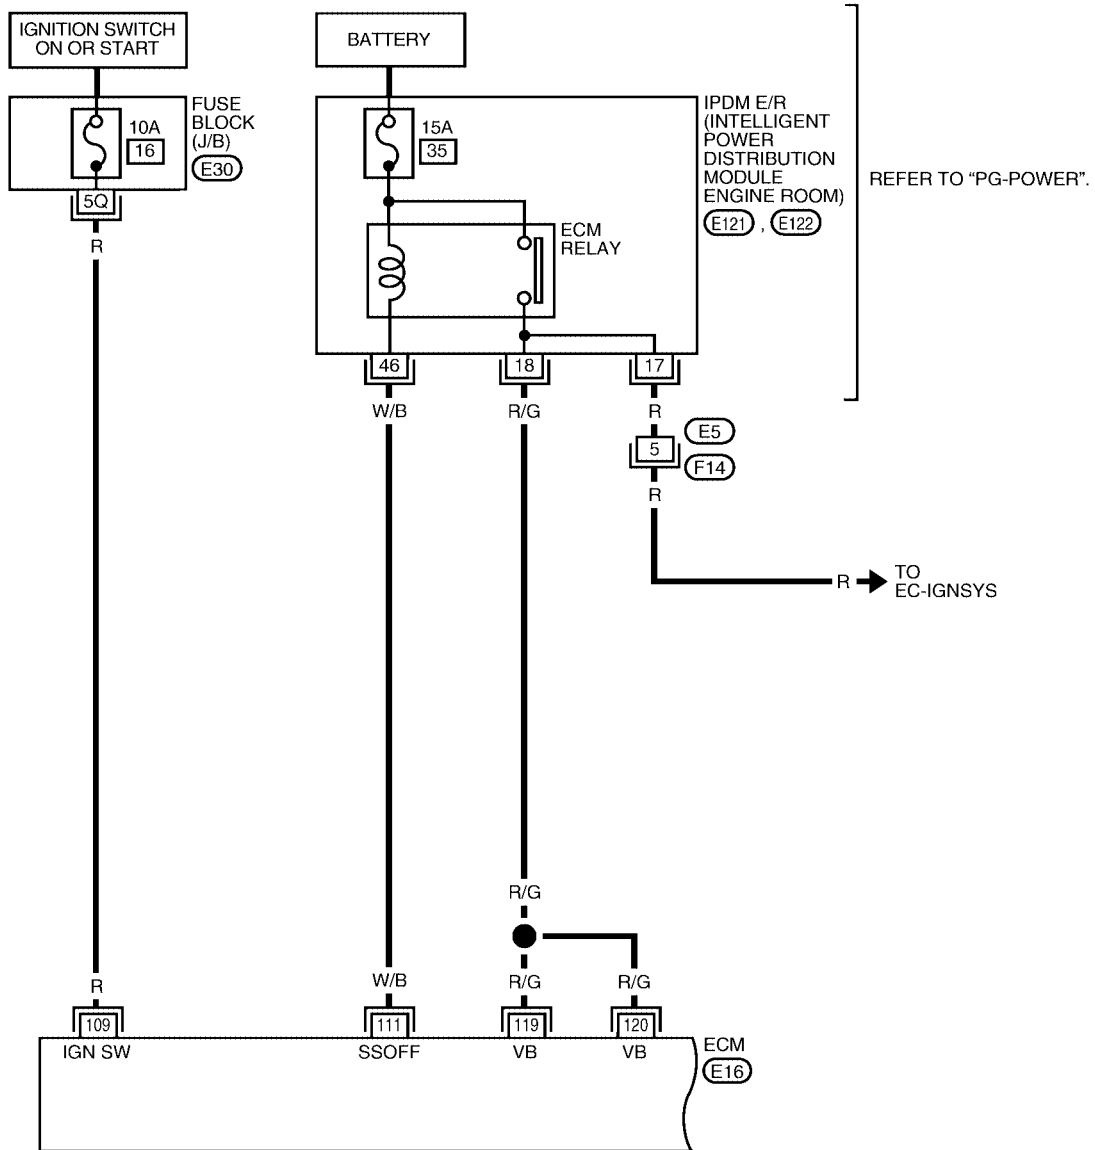 IGNITION SWITCH
ON OR START
BATTERY
FUSE
BLOCK
(J/B)
E30
10A
16
5Q
R
15A
35
IPDM E/R
(INTELLIGENT
POWER
DISTRIBUTION
MODULE
ENGINE ROOM)
E121 , E122
REFER TO “PG-POWER”.
ECM
RELAY
46
18
17
W/B
R/G
R
5
E5
F14
R
R
TO
EC-IGNSYS
R/G
R
W/B
R/G
R/G
109
111
119
120
IGN SW
SSOFF
VB
VB
ECM
E16